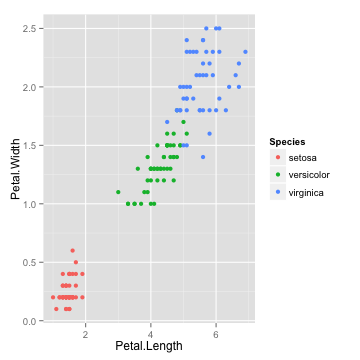 2.5
2.0
1.5
1.0
0.5
0.0
Petal.Width
2 4 6
Petal.Length
Species
setosa
versicolor
virginica